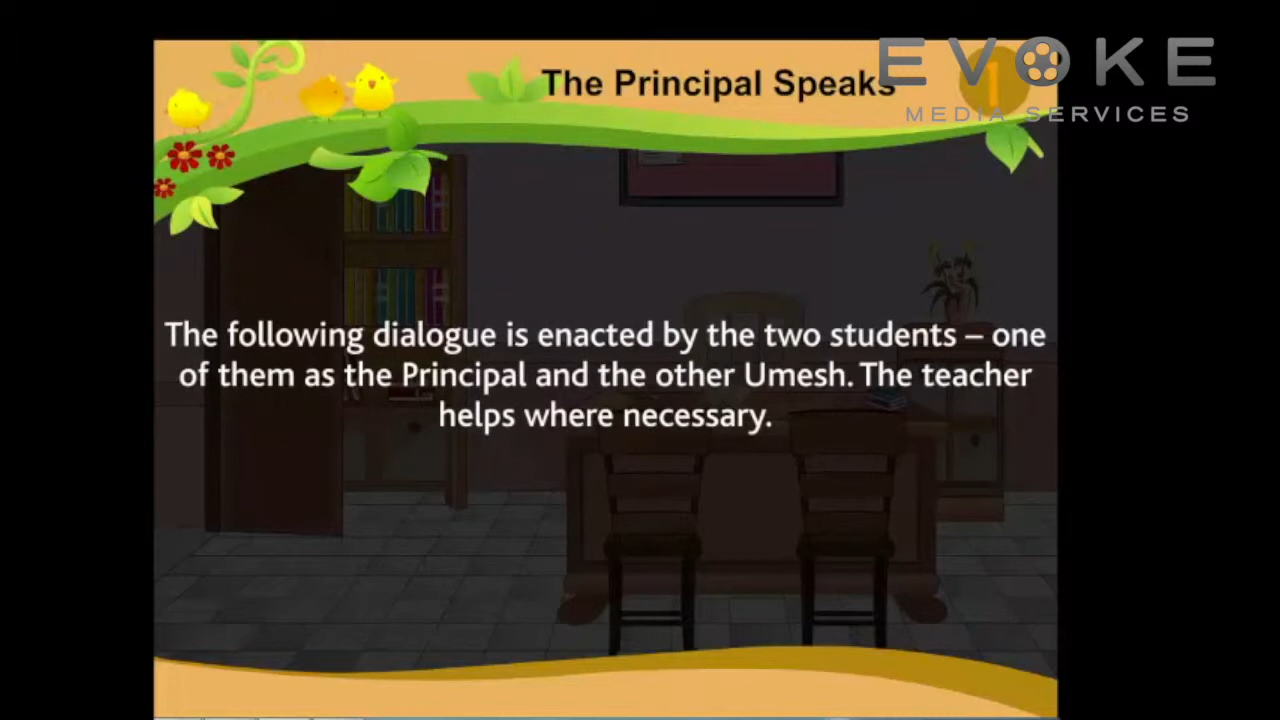 The Principal Speaks
1
EVOKE
MEDIA SERVICES
The following dialogue is enacted by the two students – one
of them as the Principal and the other Umesh. The teacher
helps where necessary.